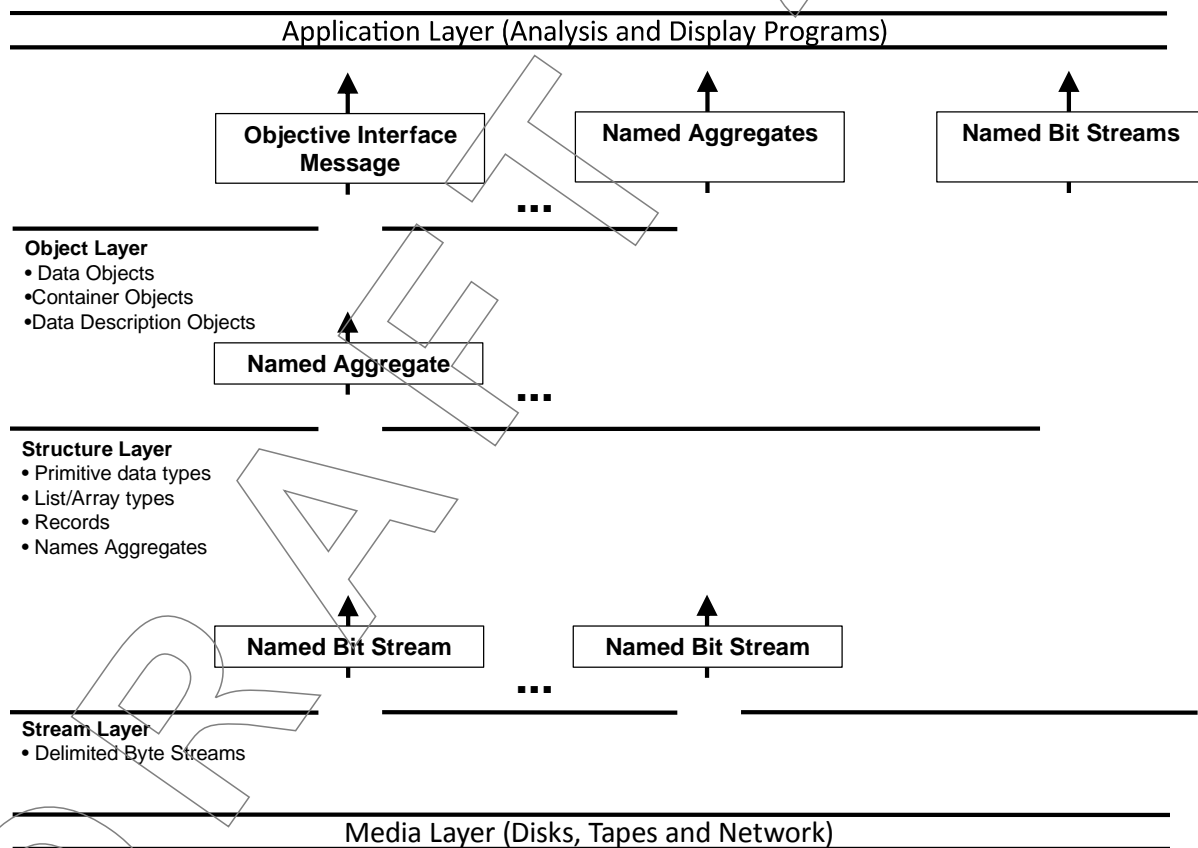 Application Layer (Analysis and Display Programs)
Objective Interface
Message
Named Aggregates
Named Bit Streams
...
Object Layer
• Data Objects
•Container Objects
•Data Description Objects
Named Aggregate
...
Structure Layer
• Primitive data types
• List/Array types
• Records
• Names Aggregates
Named Bit Stream
Named Bit Stream
...
Stream Layer
• Delimited Byte Streams
Media Layer (Disks, Tapes and Network)
DRAFT